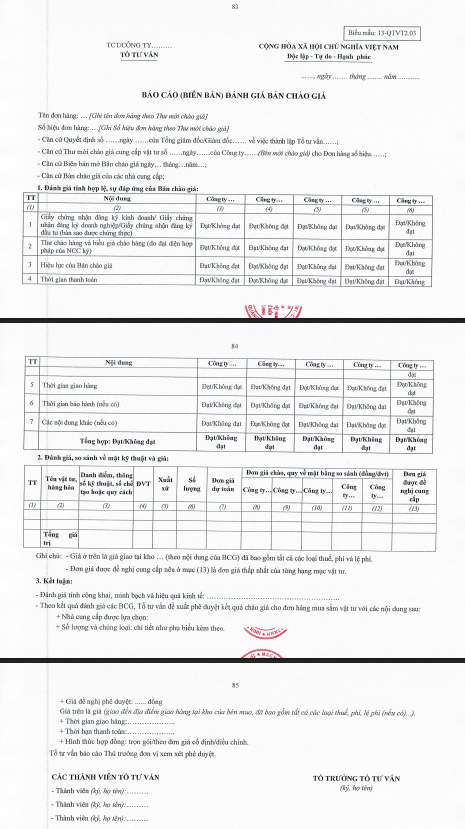 83
Biểu mẫu: 13-QTVT2.03
TCT/CÔNG TY……… CỘNG HÒA XÃ HỘI CHỦ NGHĨA VIỆT NAM
TỔ TƯ VẤN Độc lập - Tự do - Hạnh phúc
……, ngày ……. tháng …… năm ………
BÁO CÁO (BIÊN BẢN) ĐÁNH GIÁ BẢN CHÀO GIÁ
Tên đơn hàng: … [Ghi tên đơn hàng theo Thư mời chào giá]
Số hiệu đơn hàng: …[Ghi Số hiệu đơn hàng theo Thư mời chào giá]
- Căn cứ Quyết định số ……ngày ……của Tổng giám đốc/Giám đốc…… về việc thành lập Tổ tư vấn……;
- Căn cứ Thư mời chào giá cung cấp vật tư số ……ngày……của Công ty……(Bên mời chào giá) cho Đơn hàng số hiệu……;
- Căn cứ Biên bản mở Bản chào giá ngày… tháng…năm…;
- Căn cứ Bản chào giá của các nhà cung cấp;
1. Đánh giá tính hợp lệ, sự đáp ứng của Bản chào giá:
TT Nội dung Công ty … Công ty… Công ty… Công ty… Công ty …
(1) (2) (3) (4) (5) (5) (6)
1 Giấy chứng nhận đăng ký kinh doanh/ Giấy chứng nhận đăng ký doanh nghiệp/Giấy chứng nhận đăng ký đầu tư (bản sao được chứng thực) Đạt/Không đạt Đạt/Không đạt Đạt/Không đạt Đạt/Không đạt Đạt/Không đạt
2 Thư chào hàng và biểu giá chào hàng (do đại diện hợp pháp của NCC ký) Đạt/Không đạt Đạt/Không đạt Đạt/Không đạt Đạt/Không đạt Đạt/Không đạt
3 Hiệu lực của Bản chào giá Đạt/Không đạt Đạt/Không đạt Đạt/Không đạt Đạt/Không đạt Đạt/Không đạt
4 Thời gian thanh toán Đạt/Không đạt Đạt/Không đạt Đạt/Không đạt Đạt/Không đạt Đạt/Không
84
TT Nội dung Công ty … Công ty… Công ty… Công ty… Công ty …
đạt
5 Thời gian giao hàng Đạt/Không đạt Đạt/Không đạt Đạt/Không đạt Đạt/Không đạt Đạt/Không đạt
6 Thời gian bảo hành (nếu có) Đạt/Không đạt Đạt/Không đạt Đạt/Không đạt Đạt/Không đạt Đạt/Không đạt
7 Các nội dung khác (nếu có) Đạt/Không đạt Đạt/Không đạt Đạt/Không đạt Đạt/Không đạt Đạt/Không đạt
Tổng hợp: Đạt/Không đạt Đạt/Không đạt Đạt/Không đạt Đạt/Không đạt Đạt/Không đạt Đạt/Không đạt
2. Đánh giá, so sánh về mặt kỹ thuật và giá:
TT Tên vật tư, hàng hóa Danh điểm, thông số kỹ thuật, số chế tạo hoặc quy cách ĐVT Xuất xứ Số lượng Đơn giá dự toán Đơn giá chào, quy về mặt bằng so sánh (đồng/đvt) Đơn giá được đề nghị cung cấp
Công ty… Công ty… Công ty… Công ty… Công ty…
(1) (2) (3) (4) (5) (6) (7) (8) (9) (10) (11) (12) (13)
Tổng giá trị
Ghi chú: - Giá ở trên là giá giao tại kho … (theo nội dung của BCG) đã bao gồm tất cả các loại thuế, phí và lệ phí.
- Đơn giá được đề nghị cung cấp nêu ở mục (13) là đơn giá thấp nhất của từng hạng mục vật tư.
3. Kết luận:
- Đánh giá tính công khai, minh bạch và hiệu quả kinh tế: ……………………………………………
- Theo kết quả đánh giá các BCG, Tổ tư vấn đề xuất phê duyệt kết quả chào giá cho đơn hàng mua sắm vật tư với các nội dung sau:
+ Nhà cung cấp được lựa chọn:
+ Số lượng và chủng loại: chi tiết như phụ biểu kèm theo.
85
+ Giá đề nghị phê duyệt: ...... đồng
Giá trên là giá (giao đến địa điểm giao hàng tại kho của bên mua, đã bao gồm tất cả các loại thuế, phí, lệ phí (nếu có)...).
+ Thời gian giao hàng:………………..
+ Thời hạn thanh toán:………………..
+ Hình thức hợp đồng: trọn gói/theo đơn giá cố định/điều chỉnh.
Tổ tư vấn báo cáo Thủ trưởng đơn vị xem xét phê duyệt.
CÁC THÀNH VIÊN TỔ TƯ VẤN TỔ TRƯỞNG TỔ TƯ VẤN
- Thành viên (ký, họ tên):……… (ký, họ tên)
- Thành viên (ký, họ tên):………
- Thành viên (ký, họ tên):………